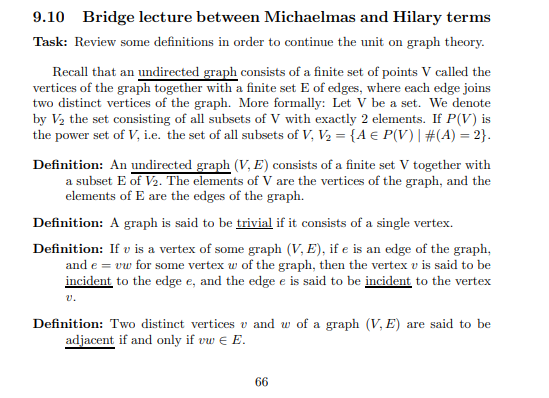 9.10 Bridge lecture between Michaelmas and Hilary terms
Task: Review some definitions in order to continue the unit on graph theory.
Recall that an undirected graph consists of a finite set of points V called the
vertices of the graph together with a finite set E of edges, where each edge joins
two distinct vertices of the graph. More formally: Let V be a set. We denote
by V₂ the set consisting of all subsets of V with exactly 2 elements. If P(V) is
the power set of V, i.e. the set of all subsets of V, V₂ = {A ∈ P(V) | #(A) = 2}.
Definition: An undirected graph (V, E) consists of a finite set V together with
a subset E of V₂. The elements of V are the vertices of the graph, and the
elements of E are the edges of the graph.
Definition: A graph is said to be trivial if it consists of a single vertex.
Definition: If v is a vertex of some graph (V, E), if e is an edge of the graph,
and e = vw for some vertex w of the graph, then the vertex v is said to be
incident to the edge e, and the edge e is said to be incident to the vertex
v.
Definition: Two distinct vertices v and w of a graph (V, E) are said to be
adjacent if and only if vw ∈ E.
66